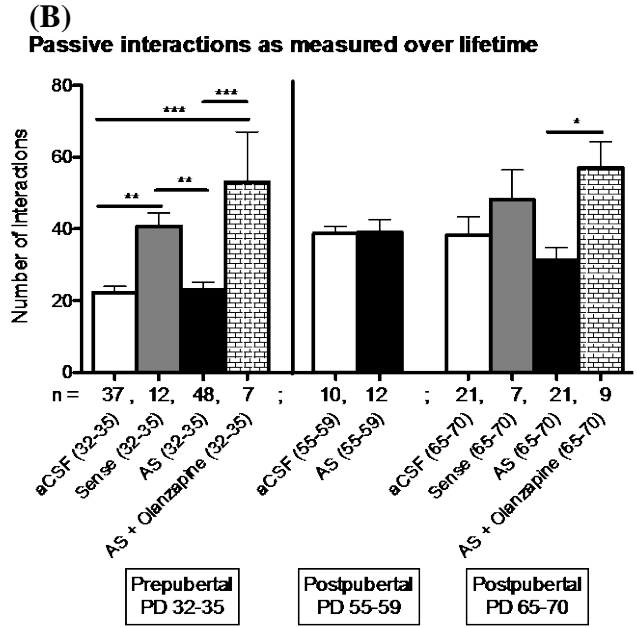 (B)
Passive interactions as measured over lifetime
Number of Interactions
80
60
40
20
0
***
***
**
**
*
n = 37, 12, 48, 7 ; 10, 12 ; 21, 7, 21, 9
aCSF (32-35)
Sense (32-35)
AS (32-35)
AS + Olanzapine (32-35)
aCSF (55-59)
AS (55-59)
aCSF (65-70)
Sense (65-70)
AS (65-70)
AS + Olanzapine (65-70)
Prepubertal
PD 32-35
Postpubertal
PD 55-59
Postpubertal
PD 65-70